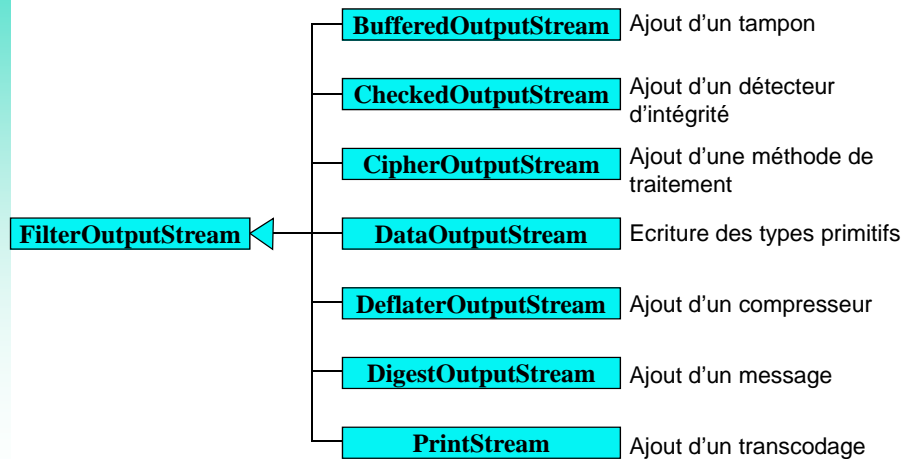 BufferedOutputStream Ajout d'un tampon
CheckedOutputStream Ajout d'un détecteur
d'intégrité
CipherOutputStream Ajout d'une méthode de
traitement
FilterOutputStream
DataOutputStream Ecriture des types primitifs
DeflaterOutputStream Ajout d'un compresseur
DigestOutputStream Ajout d'un message
PrintStream Ajout d'un transcodage